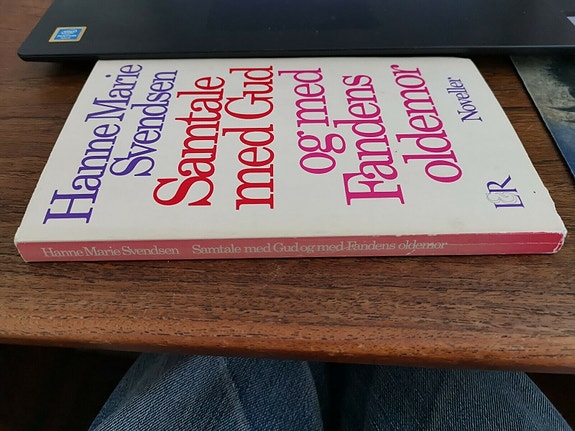 Hanne Marie
Svendsen
Samtale
med Gud
og med
Fandens
oldemor
Noveller
LR
Hanne Marie Svendsen Samtale med Gud og med Fandens oldemor